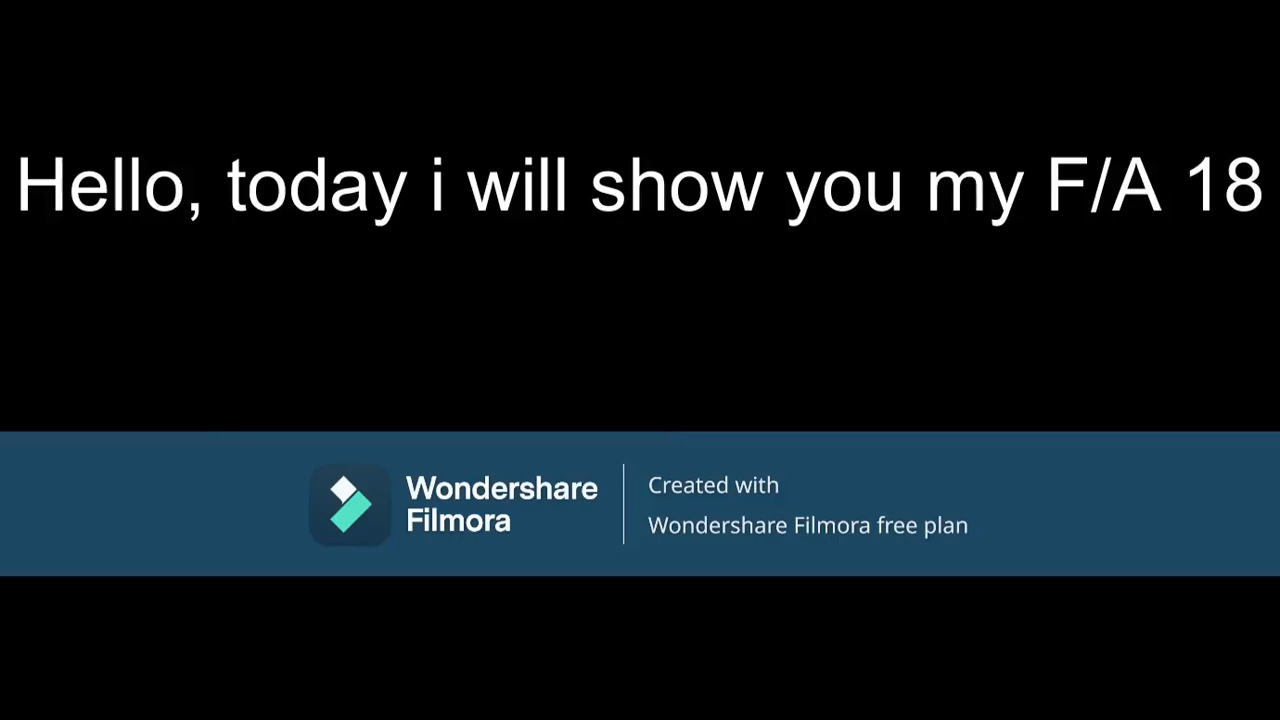 Hello, today i will show you my F/A 18
Wondershare
Filmora
Created with
Wondershare Filmora free plan